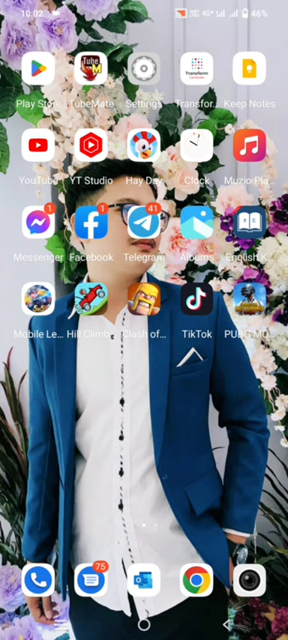 10:02 4G+ 46%
Play Store TubeMate Settings Transfor... Keep Notes
YouTube YT Studio Hay Day Clock Muzio Pla...
1 1 41
Messenger Facebook Telegram Albums English K...
Mobile Le... Hill Climb... Clash of... TikTok PUBG MO...
75